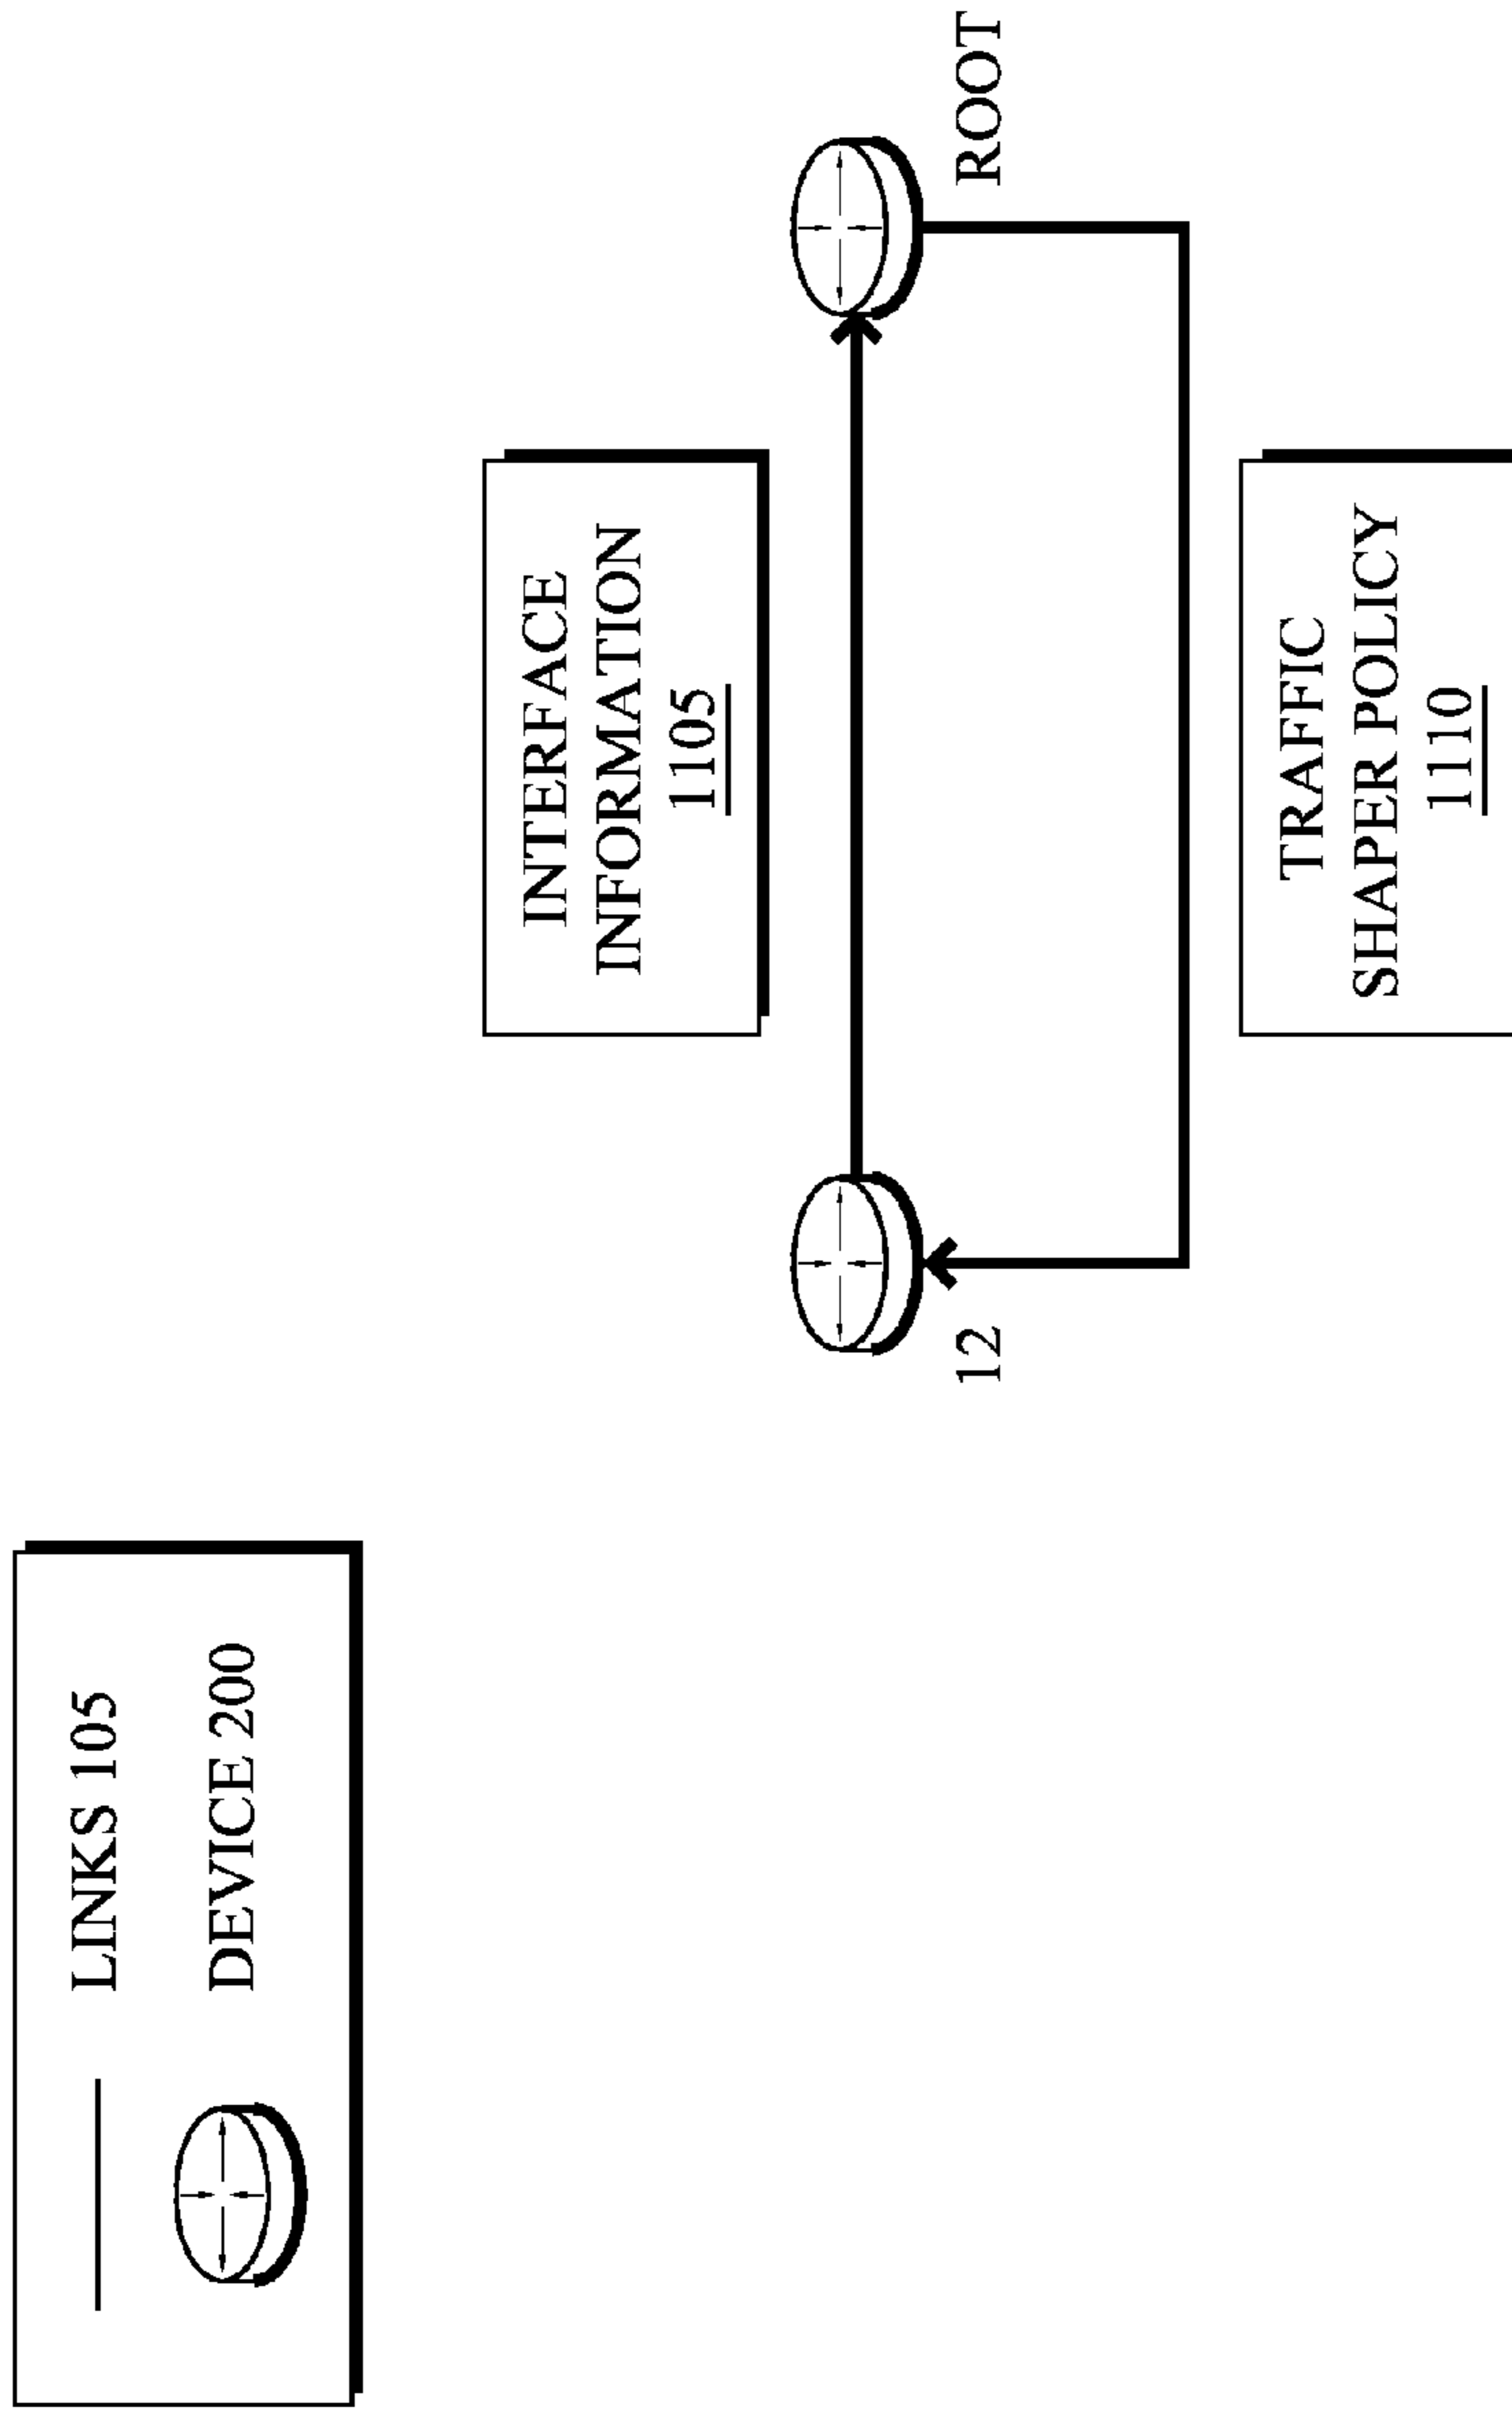 LINKS 105
DEVICE 200
INTERFACE
INFORMATION
1105
12
ROOT
TRAFFIC
SHAPER POLICY
1110